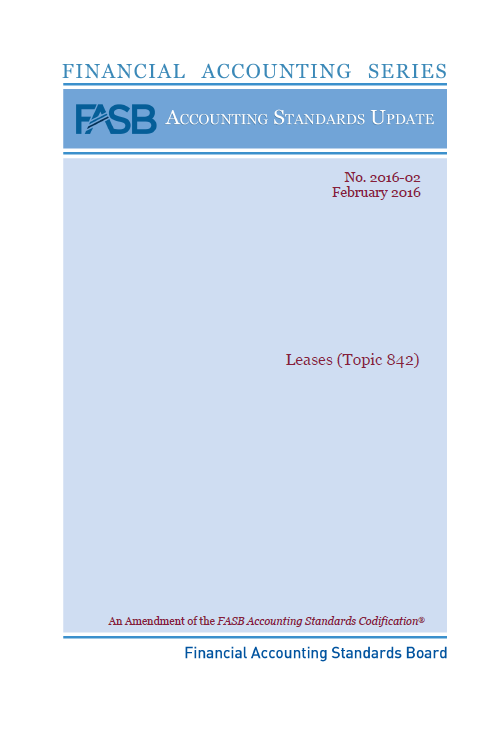 FINANCIAL ACCOUNTING SERIES
FASB ACCOUNTING STANDARDS UPDATE
No. 2016-02
February 2016
Leases (Topic 842)
An Amendment of the FASB Accounting Standards Codification®
Financial Accounting Standards Board